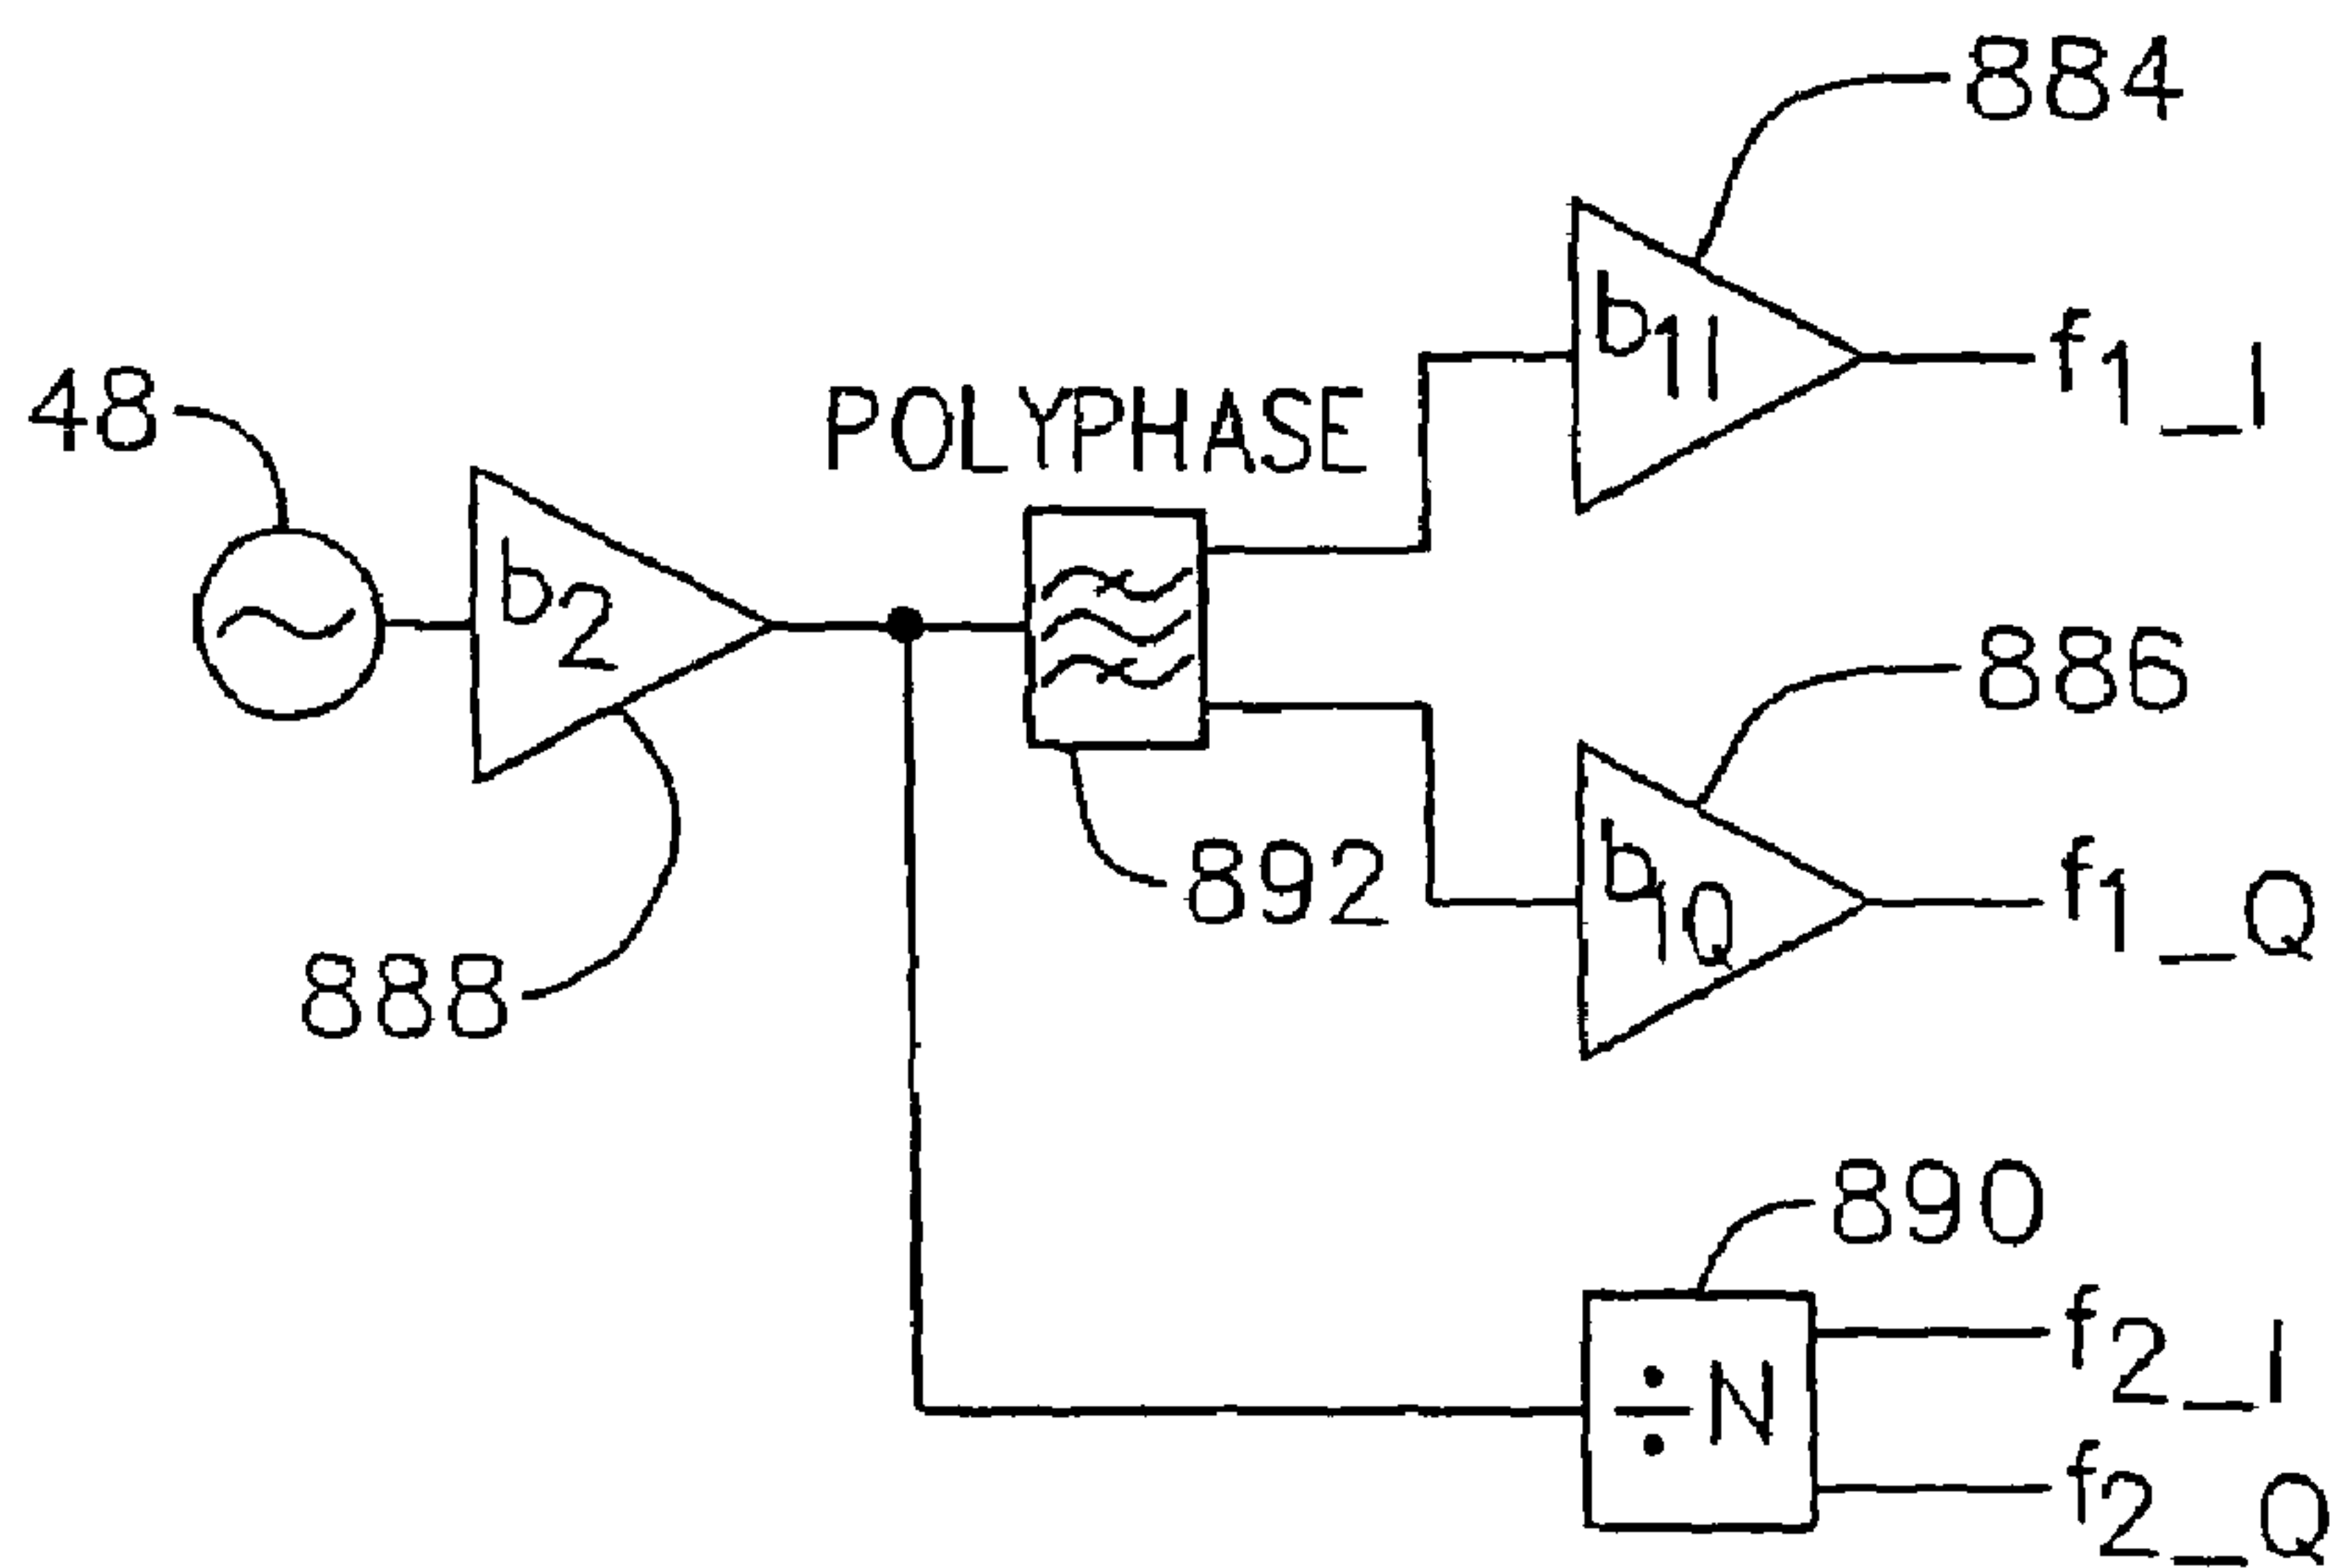 884
b1I
f1_I
48
POLYPHASE
b2
886
892
b1Q
f1_Q
888
890
÷N
f2_I
f2_Q